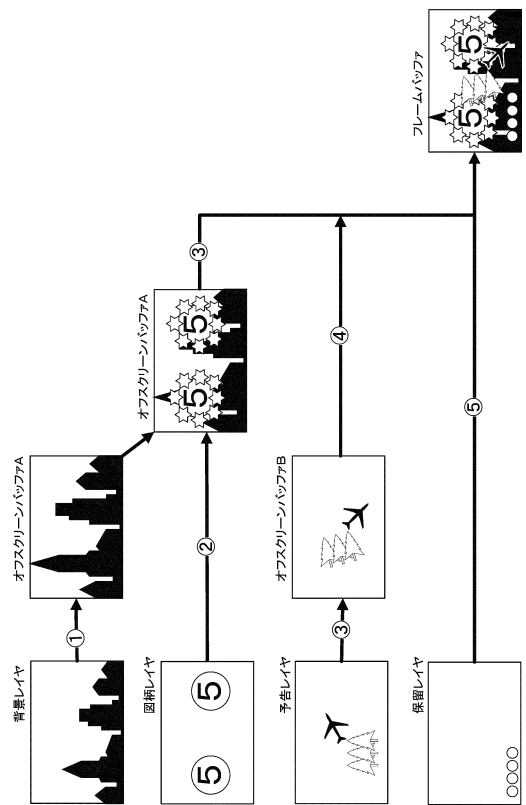 背景レイヤ
①
オフスクリーンバッファA
図柄レイヤ
5 5
②
オフスクリーンバッファA
5 5
③
予告レイヤ
③
オフスクリーンバッファB
④
保留レイヤ
⑤
フレームバッファ
5 5